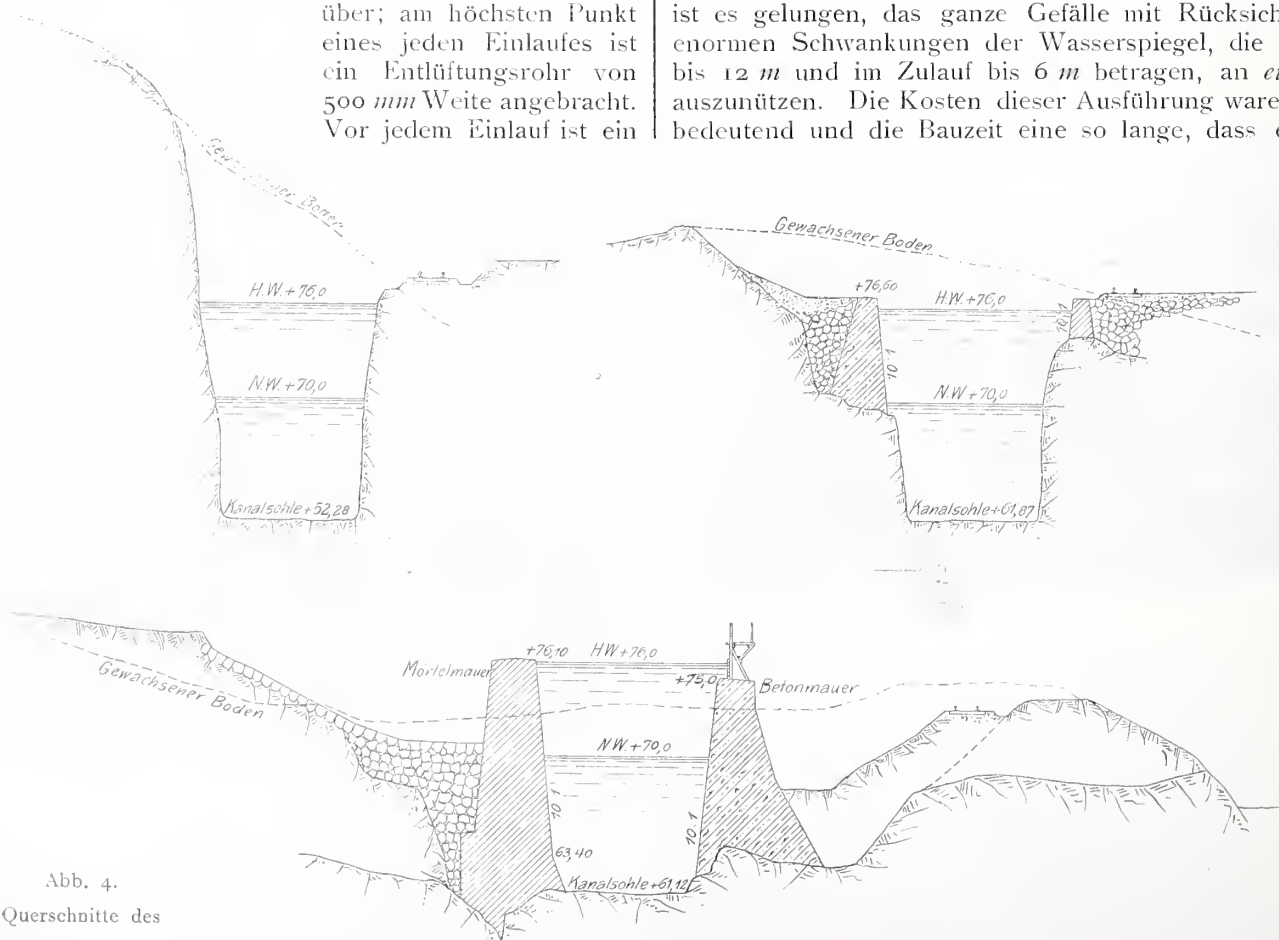 über; am höchsten Punkt
eines jeden Einlaufes ist
ein Entlüftungsrohr von
500 mm Weite angebracht.
Vor jedem Einlauf ist ein
ist es gelungen, das ganze Gefälle mit
enormen Schwankungen der Wasserspiegel, die
bis 12 m und im Zulauf bis 6 m betragen, an
auszunützen. Die Kosten dieser Ausführung
bedeutend und die Bauzeit eine so lange, dass
Gewachsener Boden
H.W.+76,0
N.W.+70,0
Kanalsohle+52,28
Gewachsener Boden
+76,60
H.W.+76,0
10:1
10:1
N.W+70,0
Kanalsohle+61,87
Gewachsener Boden
Mörtelmauer
+76,10
HW+76,0
+75,0
Betonmauer
NW.+70,0
10:1
10:1
63,40
Kanalsohle+61,12
Abb. 4.
Querschnitte des